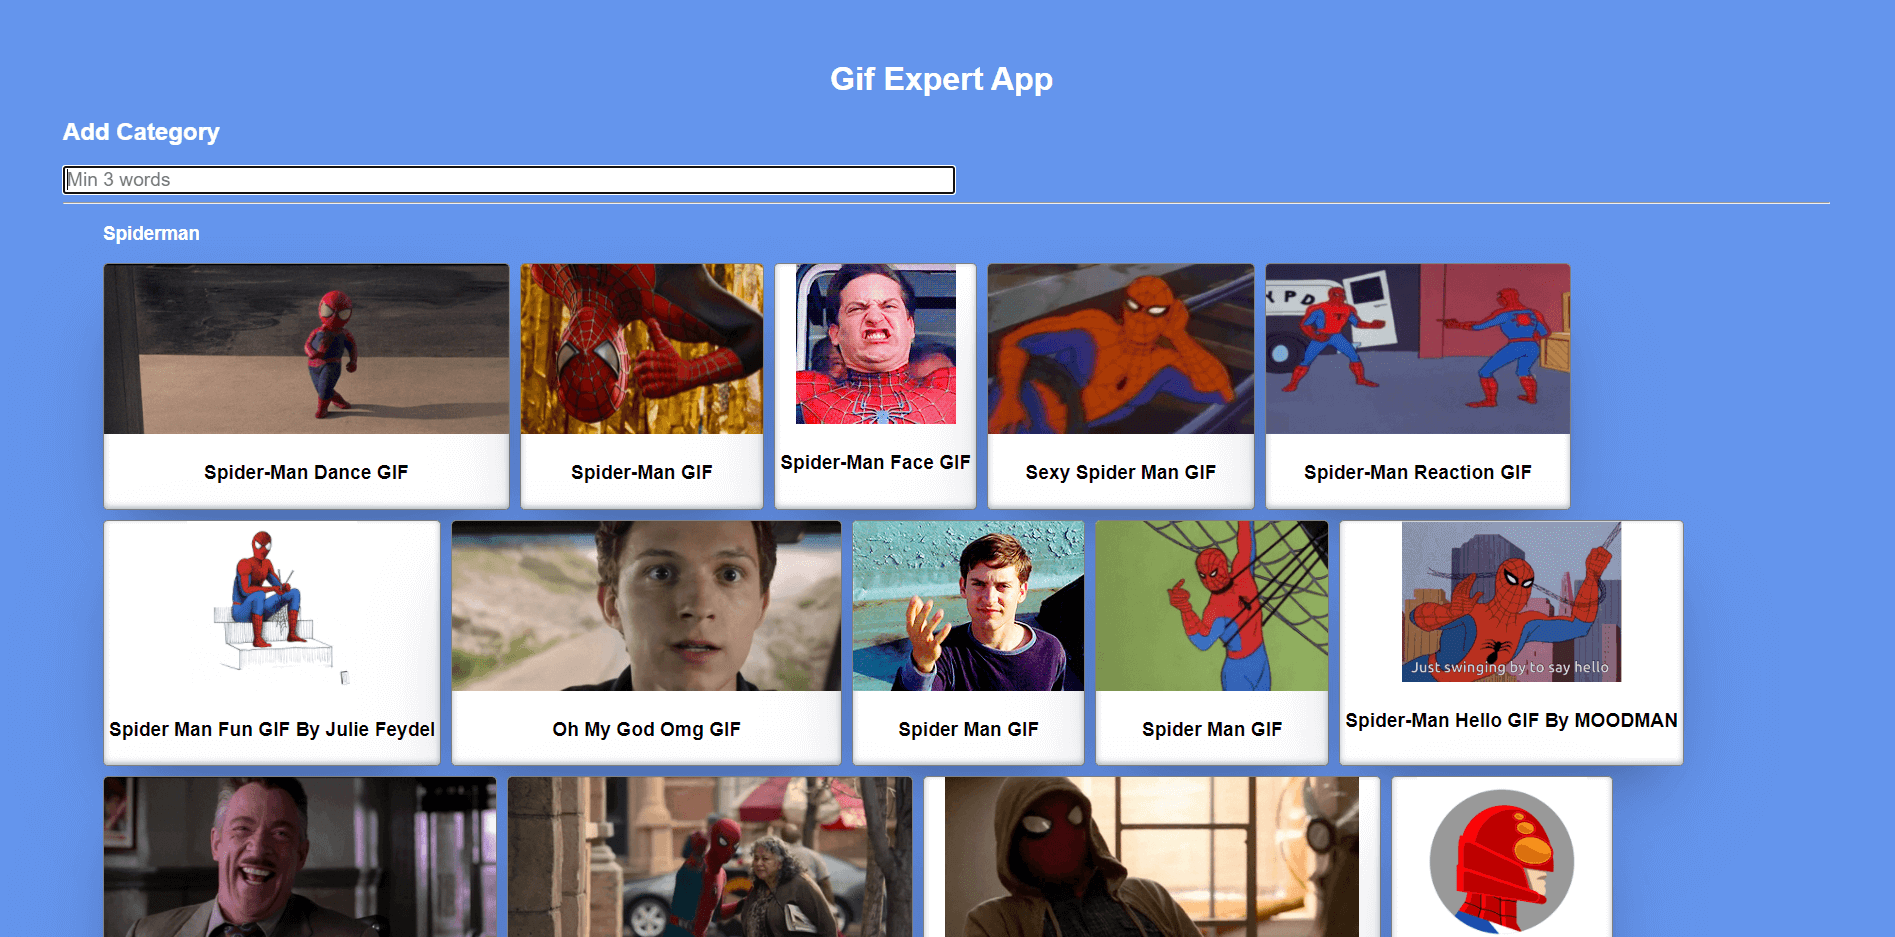 Gif Expert App
Add Category
Min 3 words
Spiderman
Spider-Man Dance GIF
Spider-Man GIF
Spider-Man Face GIF
Sexy Spider Man GIF
YPD
Spider-Man Reaction GIF
Spider Man Fun GIF By Julie Feydel
Oh My God Omg GIF
Spider Man GIF
Spider Man GIF
Just swinging by to say hello
Spider-Man Hello GIF By MOODMAN